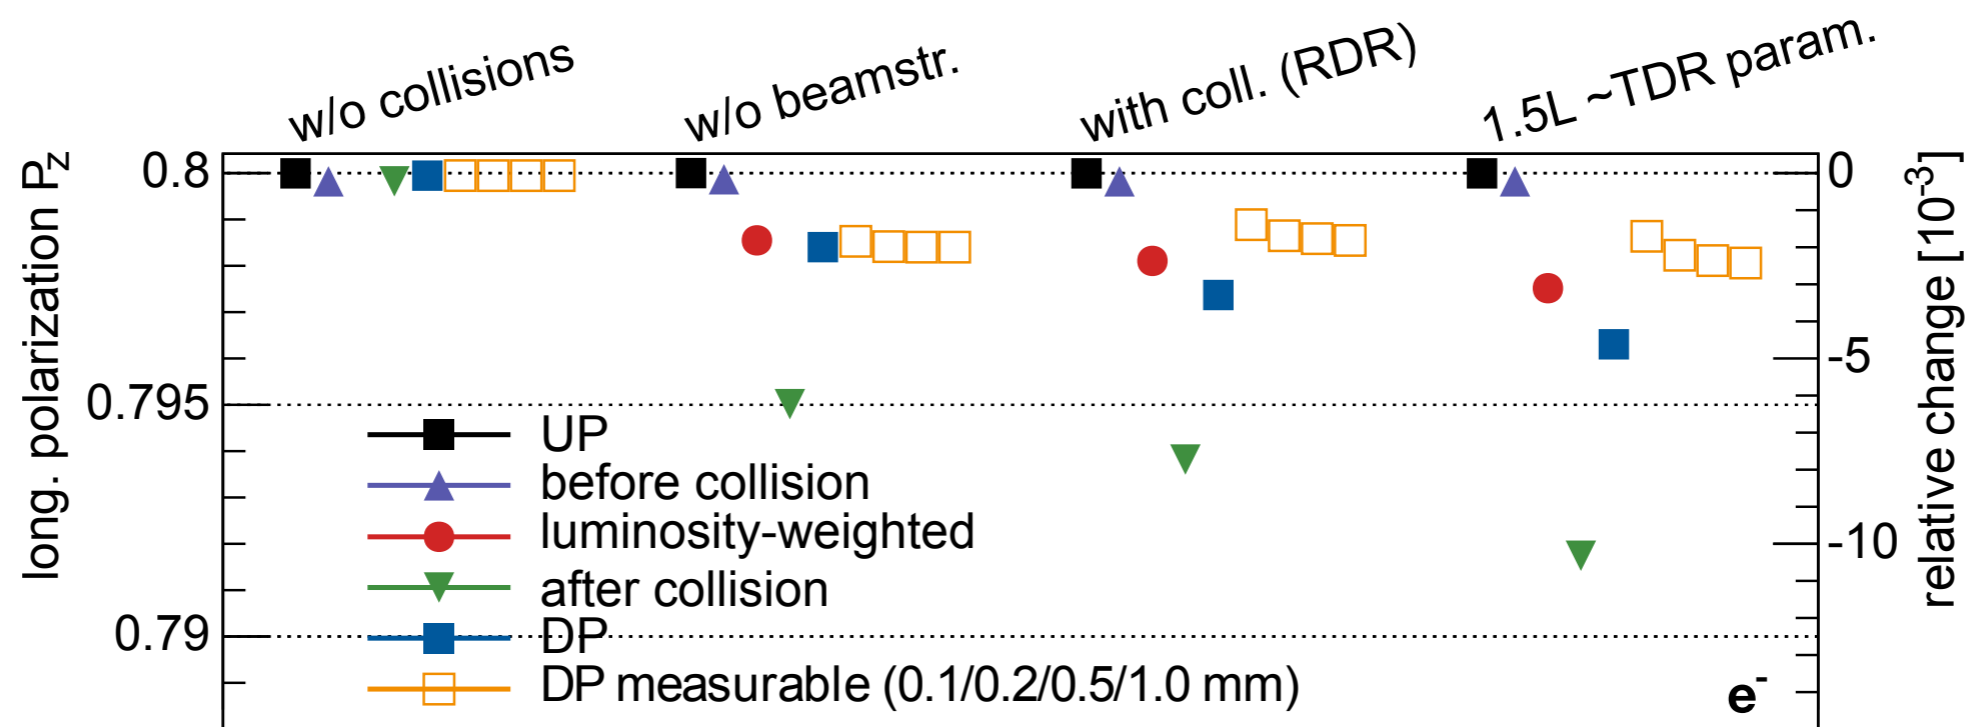 w/o collisions
w/o beamstr.
with coll. (RDR)
1.5L ~TDR param.
long. polarization Pz
0.8
0.795
0.79
UP
before collision
luminosity-weighted
after collision
DP
DP measurable (0.1/0.2/0.5/1.0 mm)
e-
0
-5
-10
relative change [10-3]